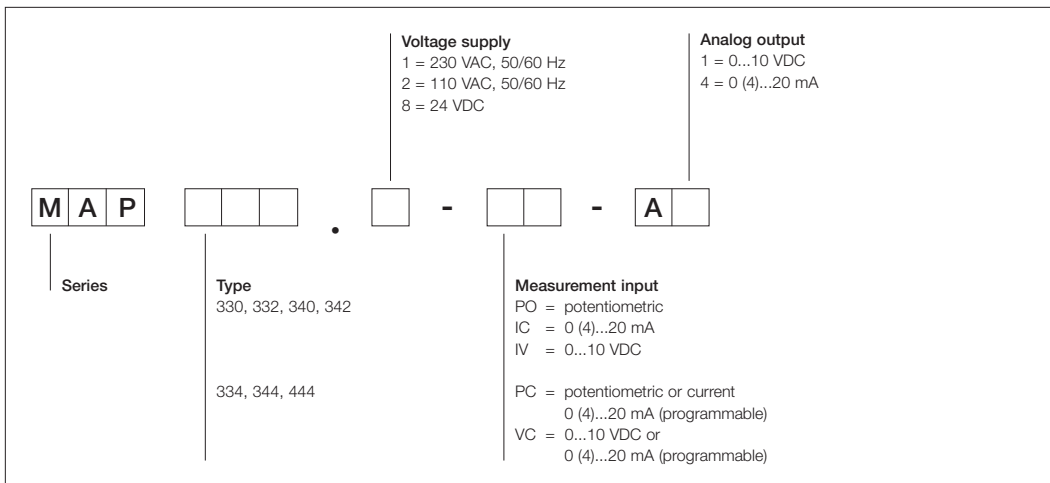 Voltage supply
1 = 230 VAC, 50/60 Hz
2 = 110 VAC, 50/60 Hz
8 = 24 VDC
Analog output
1 = 0...10 VDC
4 = 0 (4)...20 mA
M A P . - - A
Series
Type
330, 332, 340, 342
334, 344, 444
Measurement input
PO = potentiometric
IC = 0 (4)...20 mA
IV = 0...10 VDC
PC = potentiometric or current
0 (4)...20 mA (programmable)
VC = 0...10 VDC or
0 (4)...20 mA (programmable)